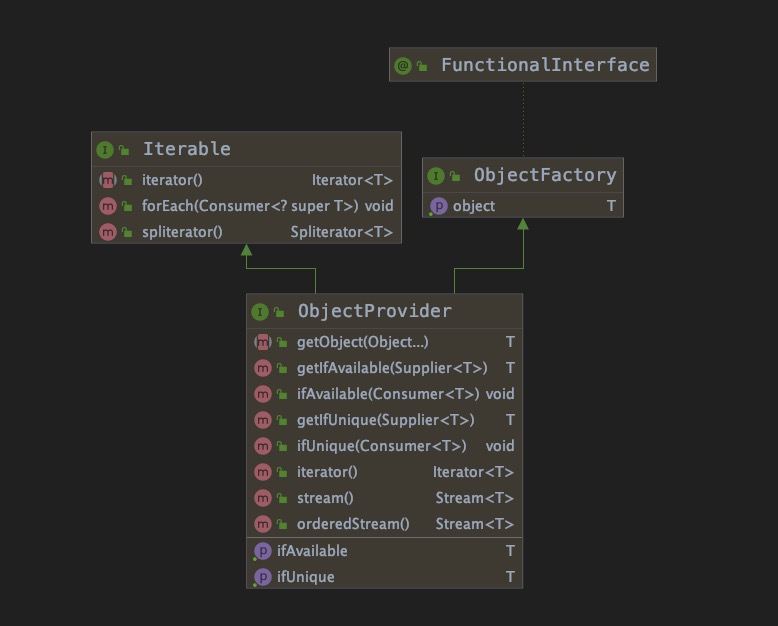 @ FunctionalInterface
I Iterable
m iterator() Iterator<T>
m forEach(Consumer<? super T>) void
m spliterator() Spliterator<T>
I ObjectFactory
p object T
I ObjectProvider
m getObject(Object...) T
m getIfAvailable(Supplier<T>) T
m ifAvailable(Consumer<T>) void
m getIfUnique(Supplier<T>) T
m ifUnique(Consumer<T>) void
m iterator() Iterator<T>
m stream() Stream<T>
m orderedStream() Stream<T>
p ifAvailable T
p ifUnique T